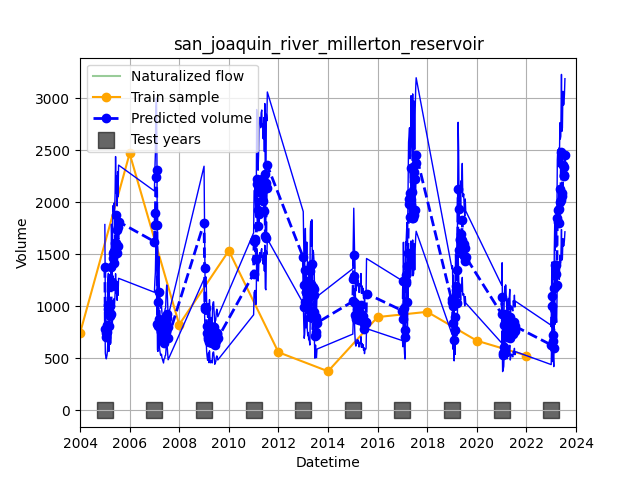 san_joaquin_river_millerton_reservoir
Naturalized flow
Train sample
Predicted volume
Test years
3000
2500
2000
1500
1000
500
0
Volume
2004 2006 2008 2010 2012 2014 2016 2018 2020 2022 2024
Datetime